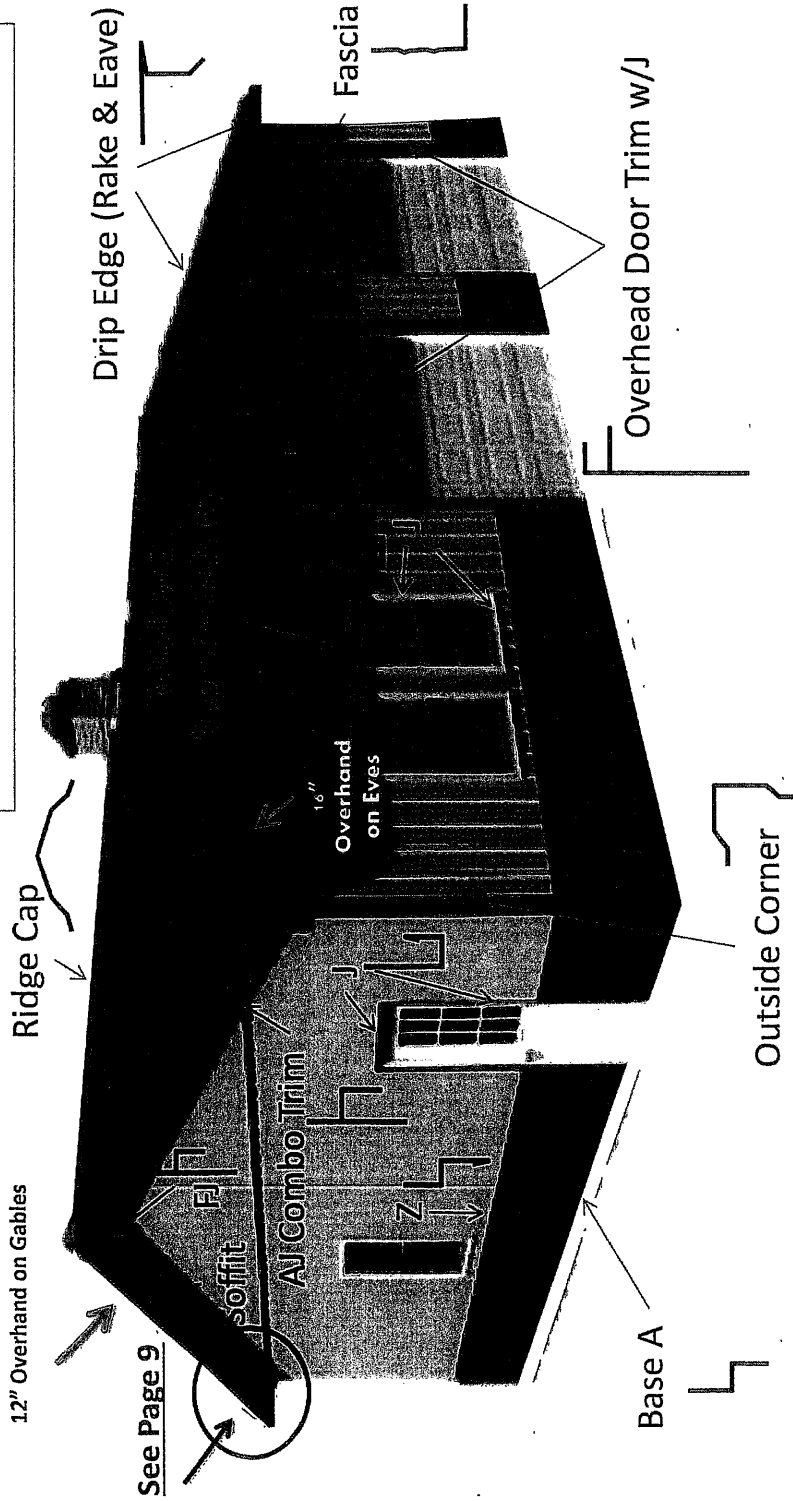 Ridge Cap
12" Overhand on Gables
Drip Edge (Rake & Eave)
Fascia
See Page 9
FJ
Soffit
AJ Combo Trim
J
J
16"
Overhand
on Eves
Z
Overhead Door Trim w/J
Outside Corner
Base A